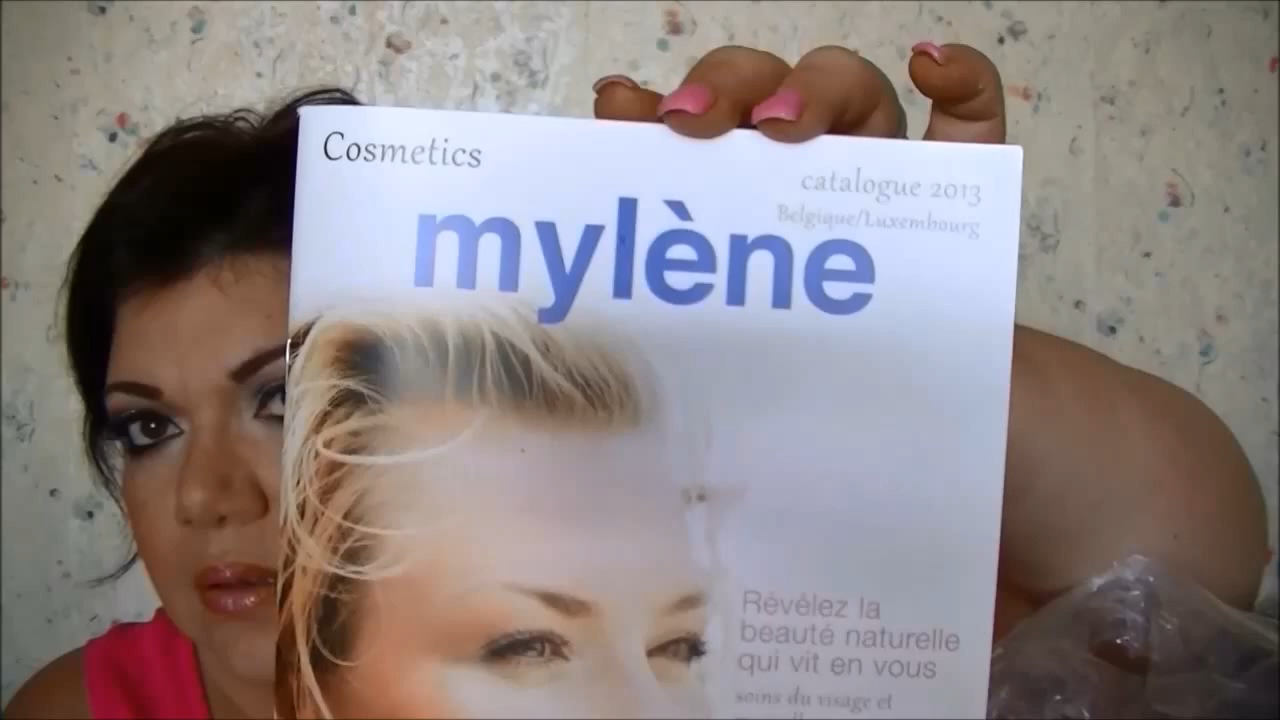 Cosmetics
catalogue 2013
Belgique/Luxembourg
mylène
Révélez la
beauté naturelle
qui vit en vous
soins du visage et